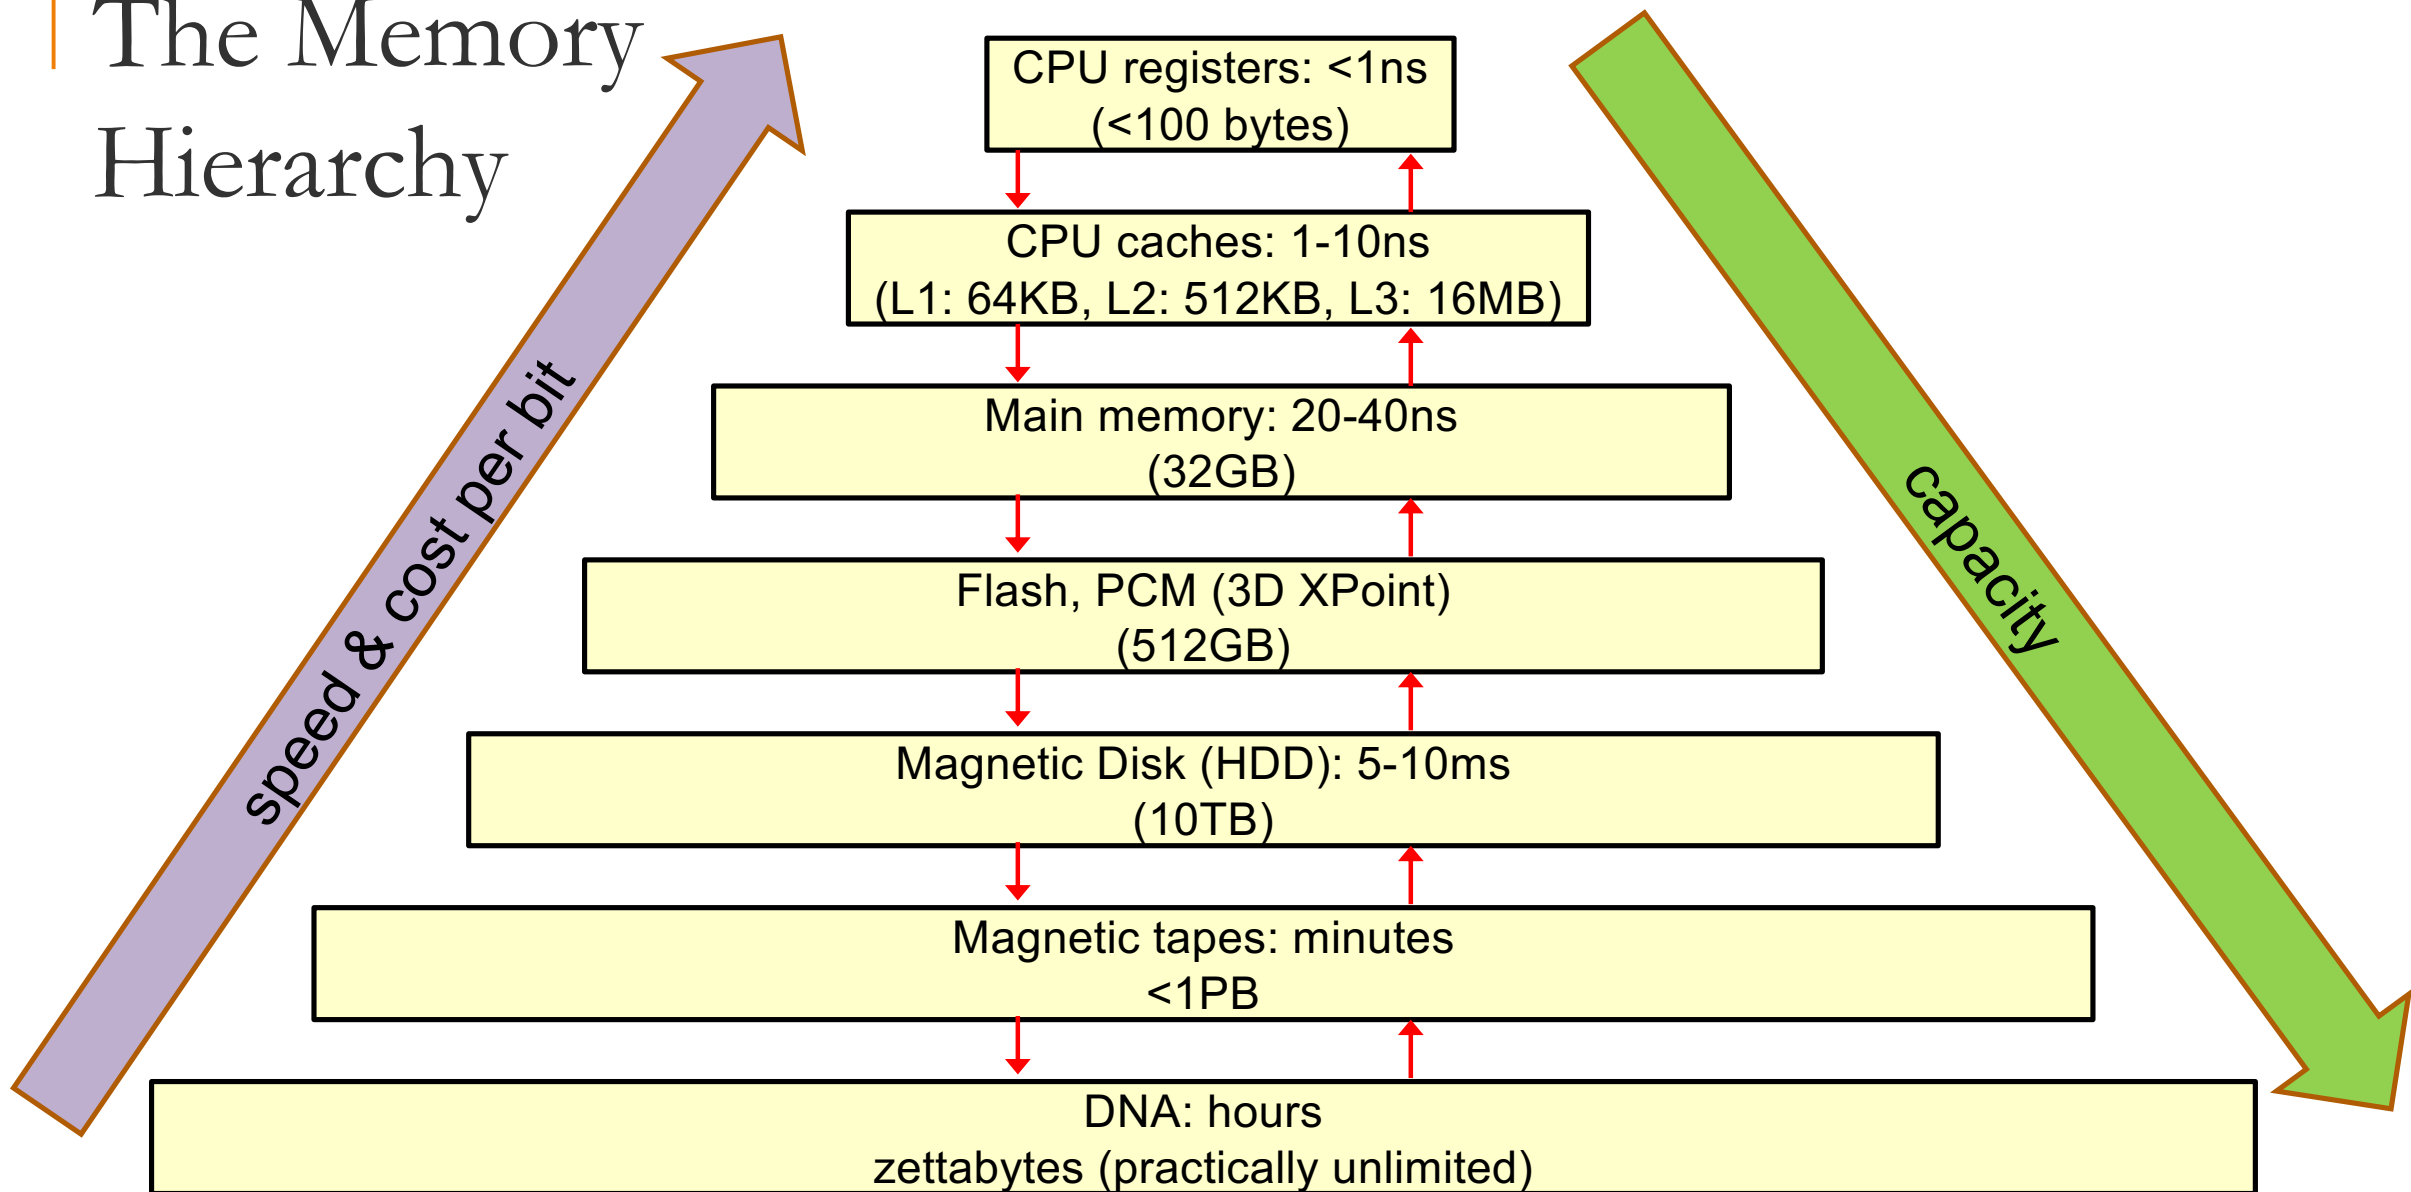 The Memory
Hierarchy
CPU registers: <1ns
(<100 bytes)
CPU caches: 1-10ns
(L1: 64KB, L2: 512KB, L3: 16MB)
Main memory: 20-40ns
(32GB)
Flash, PCM (3D XPoint)
(512GB)
Magnetic Disk (HDD): 5-10ms
(10TB)
Magnetic tapes: minutes
<1PB
DNA: hours
zettabytes (practically unlimited)
speed & cost per bit
capacity